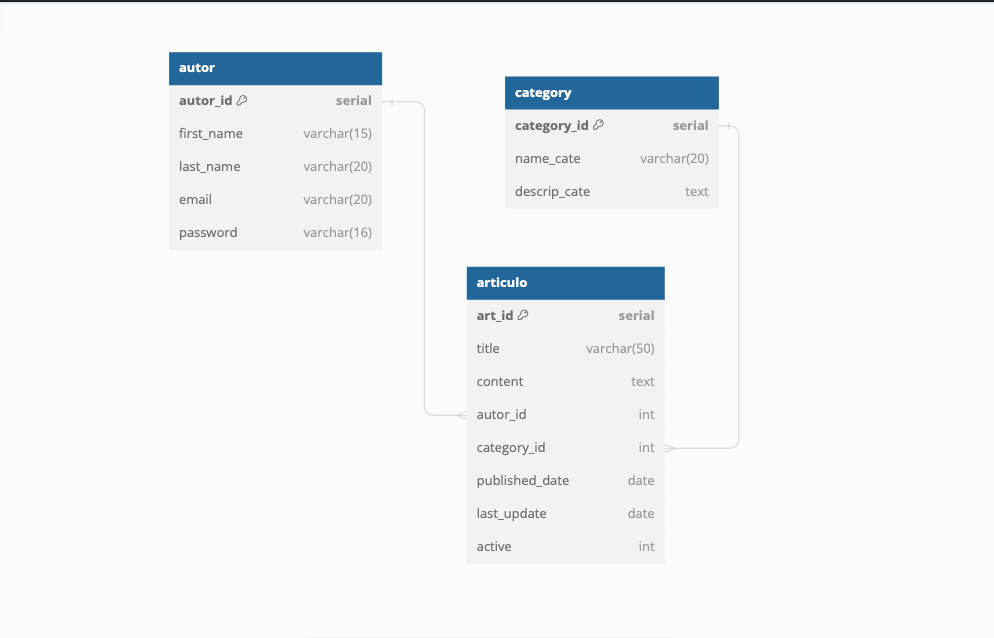 autor
autor_id serial
first_name varchar(15)
last_name varchar(20)
email varchar(20)
password varchar(16)
category
category_id serial
name_cate varchar(20)
descrip_cate text
articulo
art_id serial
title varchar(50)
content text
autor_id int
category_id int
published_date date
last_update date
active int